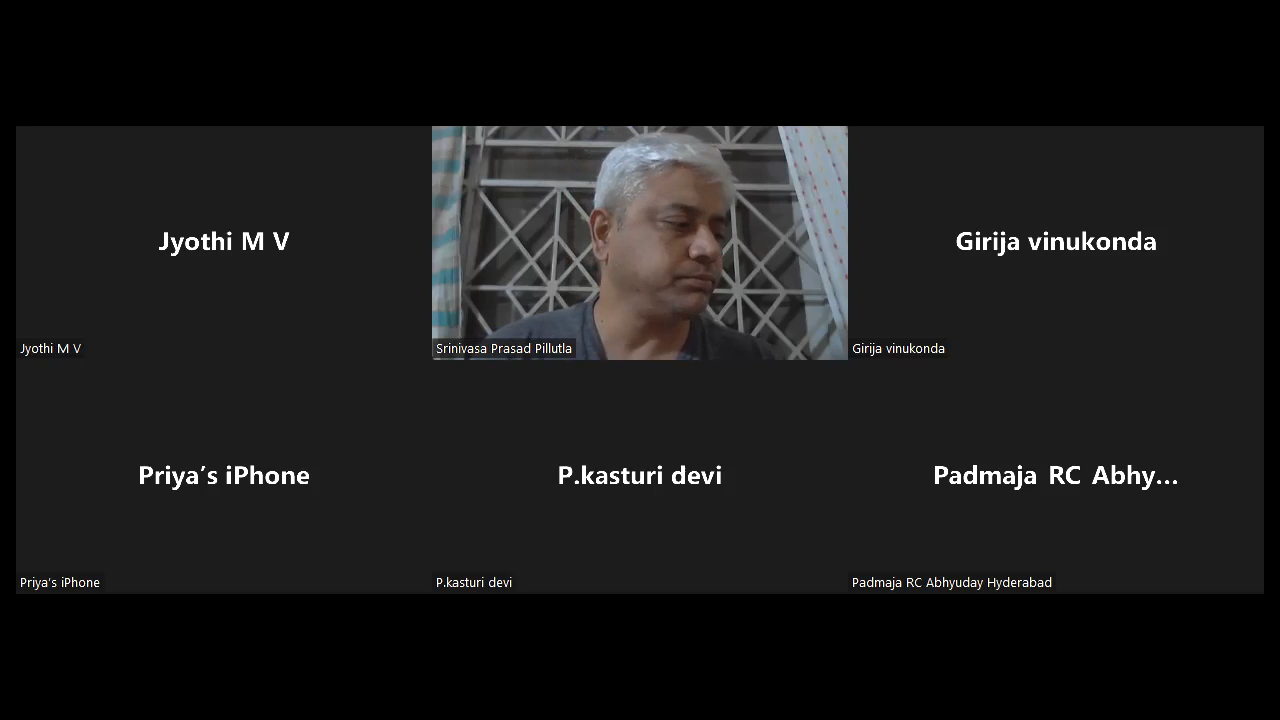 Jyothi M V
Jyothi M V
Srinivasa Prasad Pillutla
Girija vinukonda
Girija vinukonda
Priya’s iPhone
Priya's iPhone
P.kasturi devi
P.kasturi devi
Padmaja RC Abhy...
Padmaja RC Abhyuday Hyderabad